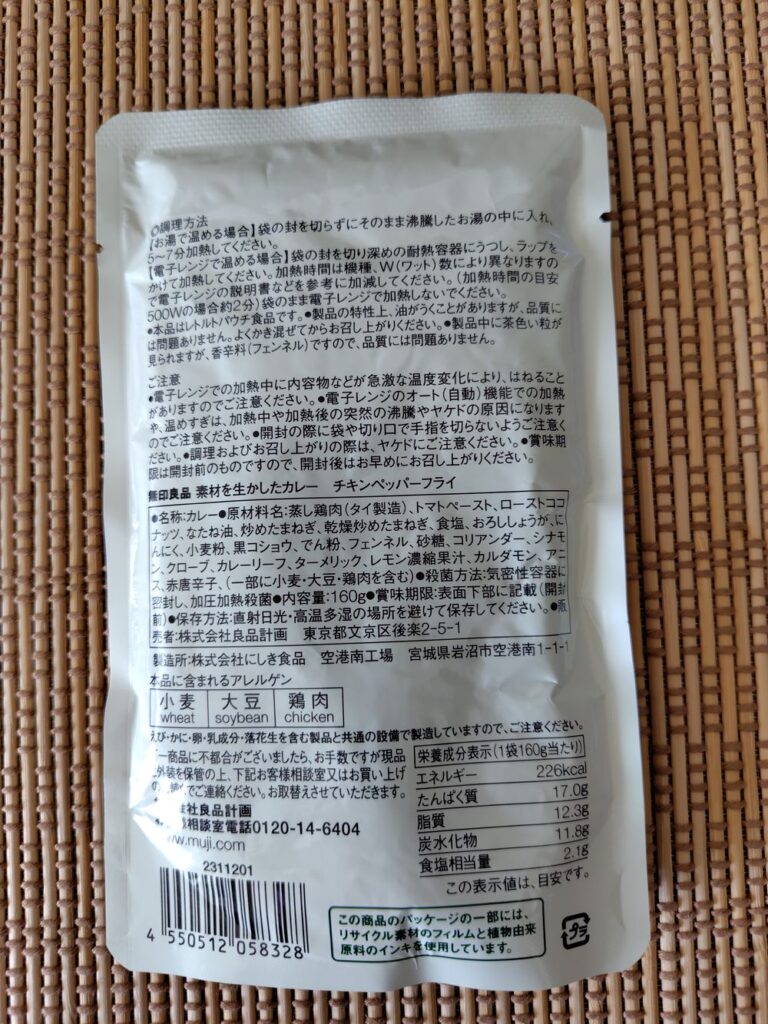 ◎調理方法
【お湯で温める場合】袋の封を切らずにそのまま沸騰したお湯の中に入れ、
5〜7分加熱してください。
【電子レンジで温める場合】袋の封を切り深めの耐熱容器にうつし、ラップを
かけて加熱してください。加熱時間は機種、W(ワット)数により異なりますの
で電子レンジの説明書などを参考に加減してください。(加熱時間の目安
500Wの場合約2分)袋のまま電子レンジで加熱しないでください。
●本品はレトルトパウチ食品です。●製品の特性上、油がうくことがありますが、品質に
は問題ありません。よくかき混ぜてからお召し上がりください。●製品中に茶色い粒が
見られますが、香辛料(フェンネル)ですので、品質には問題ありません。
ご注意
●電子レンジでの加熱中に内容物などが急激な温度変化により、はねること
がありますのでご注意ください。●電子レンジのオート(自動)機能での加熱
や、温めすぎは、加熱中や加熱後の突然の沸騰やヤケドの原因になります
のでご注意ください。●開封の際に袋や切り口で手指を切らないようご注意く
ださい。●調理およびお召し上がりの際は、ヤケドにご注意ください。●賞味期
限は開封前のものですので、開封後はお早めにお召し上がりください。
無印良品 素材を生かしたカレー チキンペッパーフライ
●名称:カレー●原材料名:蒸し鶏肉(タイ製造)、トマトペースト、ローストココ
ナッツ、なたね油、炒めたまねぎ、乾燥炒めたまねぎ、食塩、おろししょうが、に
んにく、小麦粉、黒コショウ、でん粉、フェンネル、砂糖、コリアンダー、シナモ
ン、クローブ、カレーリーフ、ターメリック、レモン濃縮果汁、カルダモン、アニ
ス、赤唐辛子、(一部に小麦・大豆・鶏肉を含む)●殺菌方法:気密性容器に
密封し、加圧加熱殺菌●内容量:160g●賞味期限:表面下部に記載(開封
前)●保存方法:直射日光・高温多湿の場所を避けて保存してください。●販
売者:株式会社良品計画 東京都文京区後楽2-5-1
製造所:株式会社にしき食品 空港南工場 宮城県岩沼市空港南1-1-1
本品に含まれるアレルゲン
小麦 大豆 鶏肉
wheat soybean chicken
えび・かに・卵・乳成分・落花生を含む製品と共通の設備で製造していますので、ご注意ください。
一商品に不都合がございましたら、お手数ですが現品
外装を保管の上、下記お客様相談室又はお買い上げ
の でご連絡ください。お取替えさせていただきます。
社良品計画
相談室電話0120-14-6404
www.muji.com
栄養成分表示(1袋160g当たり)
エネルギー 226kcal
たんぱく質 17.0g
脂質 12.3g
炭水化物 11.8g
食塩相当量 2.1g
この表示値は、目安です。
2311201
4 550512 058328
この商品のパッケージの一部には、
リサイクル素材のフィルムと植物由来
原料のインキを使用しています。
プラ